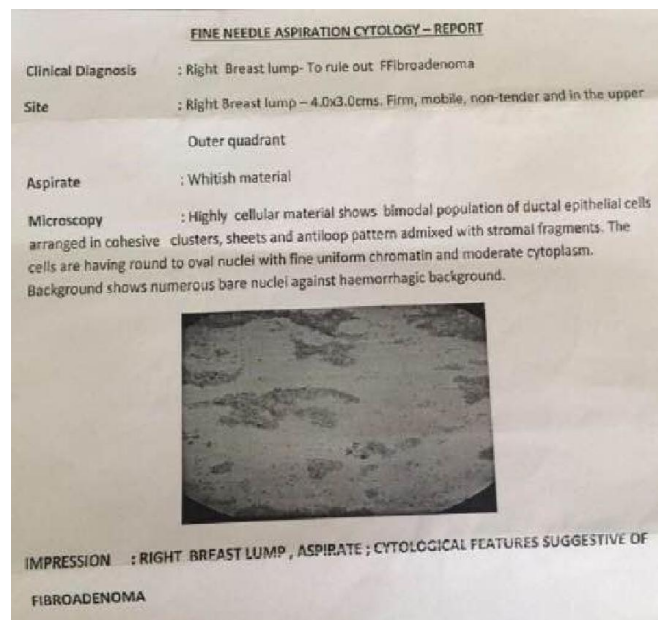 FINE NEEDLE ASPIRATION CYTOLOGY – REPORT
Clinical Diagnosis : Right Breast lump- To rule out FFibroadenoma
Site : Right Breast lump – 4.0x3.0cms. Firm, mobile, non-tender and in the upper
Outer quadrant
Aspirate : Whitish material
Microscopy : Highly cellular material shows bimodal population of ductal epithelial cells
arranged in cohesive clusters, sheets and antiloop pattern admixed with stromal fragments. The
cells are having round to oval nuclei with fine uniform chromatin and moderate cytoplasm.
Background shows numerous bare nuclei against haemorrhagic background.
IMPRESSION : RIGHT BREAST LUMP , ASPIRATE ; CYTOLOGICAL FEATURES SUGGESTIVE OF
FIBROADENOMA